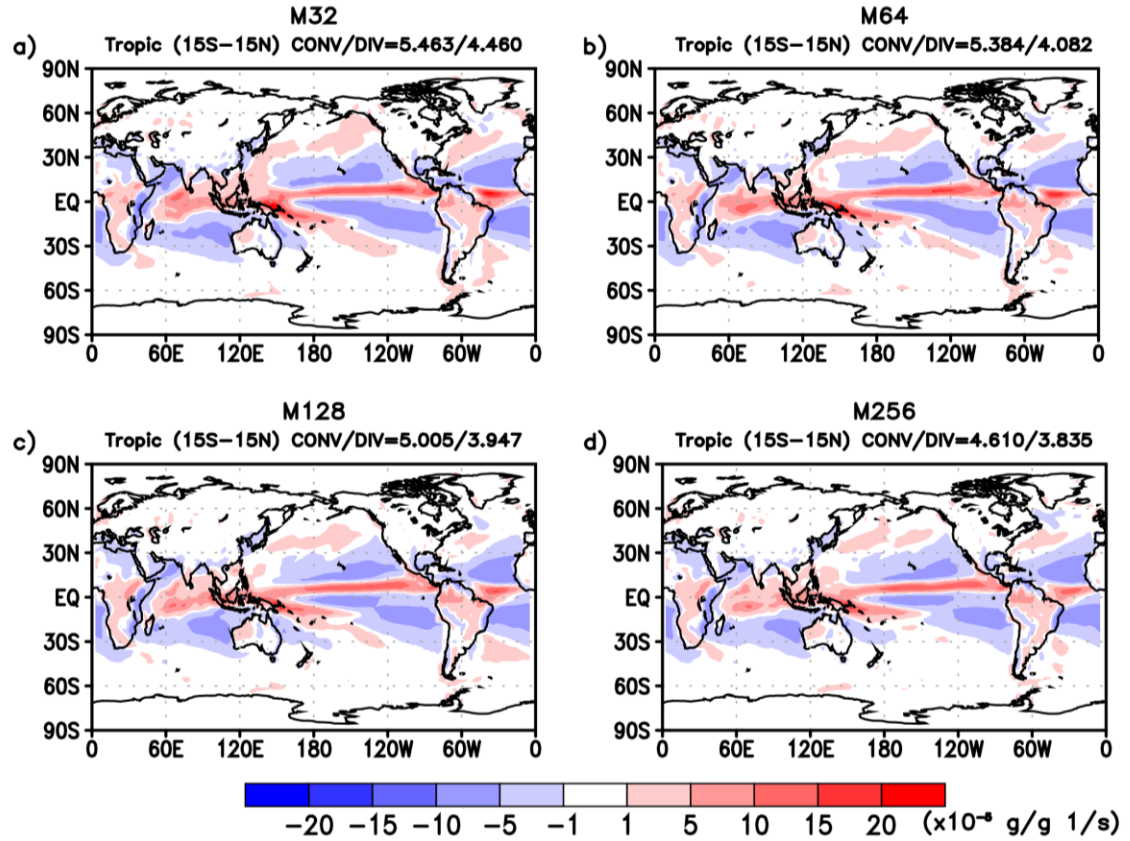 M32
a) Tropic (15S-15N) CONV/DIV=5.463/4.460
90N
60N
30N
EQ
30S
60S
90S
0 60E 120E 180 120W 60W 0
M64
b) Tropic (15S-15N) CONV/DIV=5.384/4.082
90N
60N
30N
EQ
30S
60S
90S
0 60E 120E 180 120W 60W 0
M128
c) Tropic (15S-15N) CONV/DIV=5.005/3.947
90N
60N
30N
EQ
30S
60S
90S
0 60E 120E 180 120W 60W 0
M256
d) Tropic (15S-15N) CONV/DIV=4.610/3.835
90N
60N
30N
EQ
30S
60S
90S
0 60E 120E 180 120W 60W 0
-20 -15 -10 -5 -1 1 5 10 15 20 (x10⁻⁸ g/g 1/s)